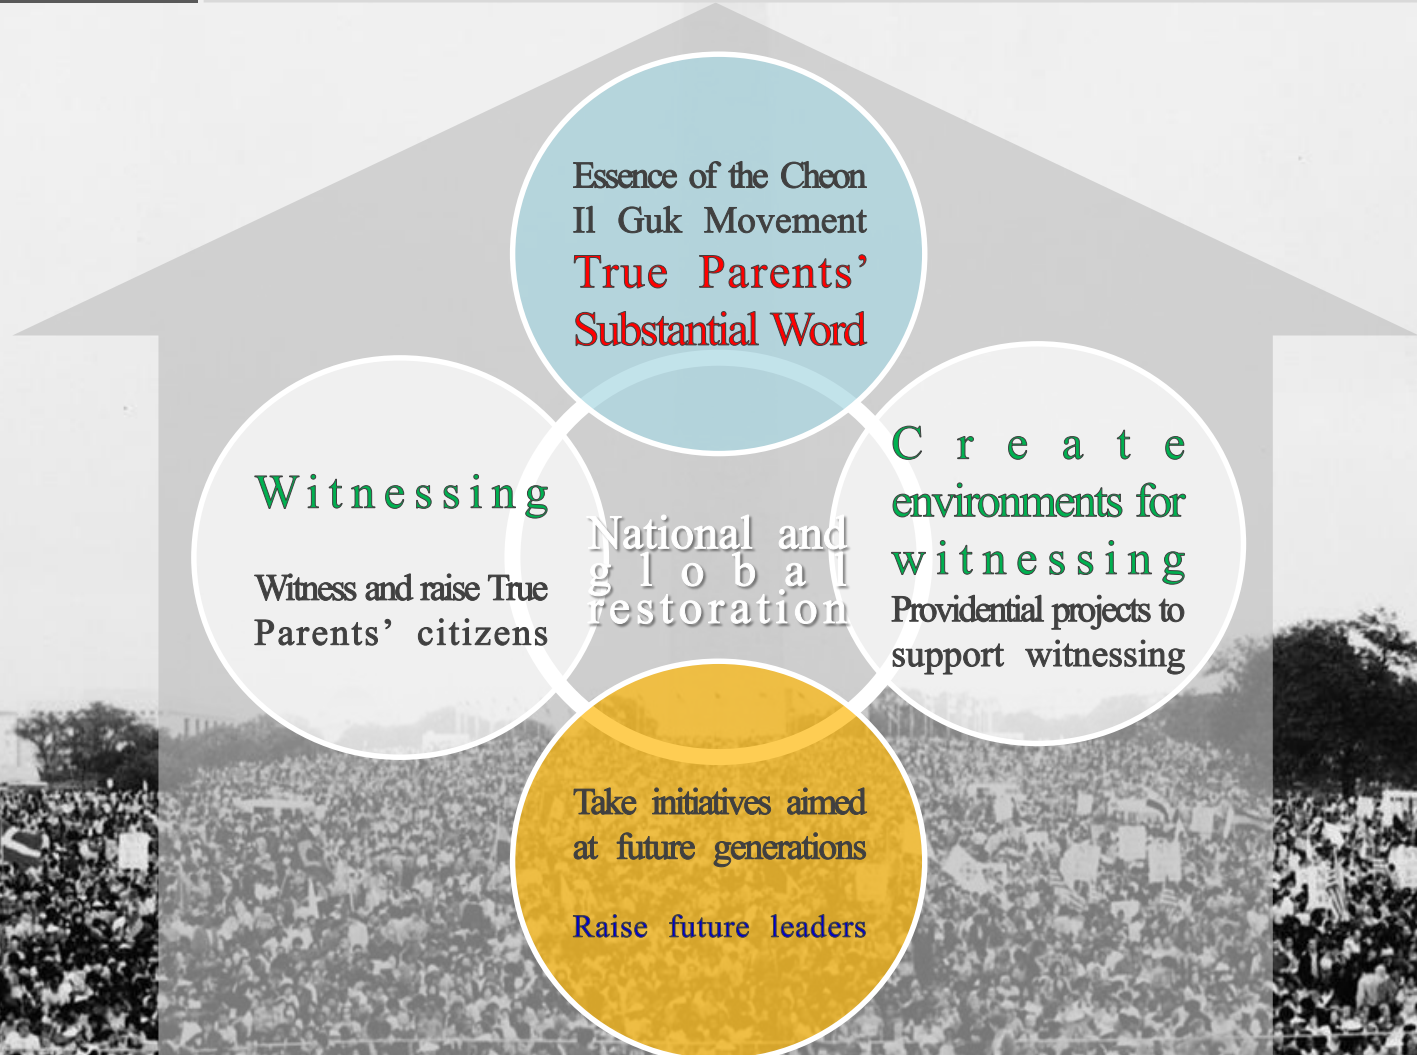 Essence of the Cheon
Il Guk Movement
True Parents’
Substantial Word
Witnessing
Witness and raise True
Parents’ citizens
National and
global
restoration
Create
environments for
witnessing
Providential projects to
support witnessing
Take initiatives aimed
at future generations
Raise future leaders